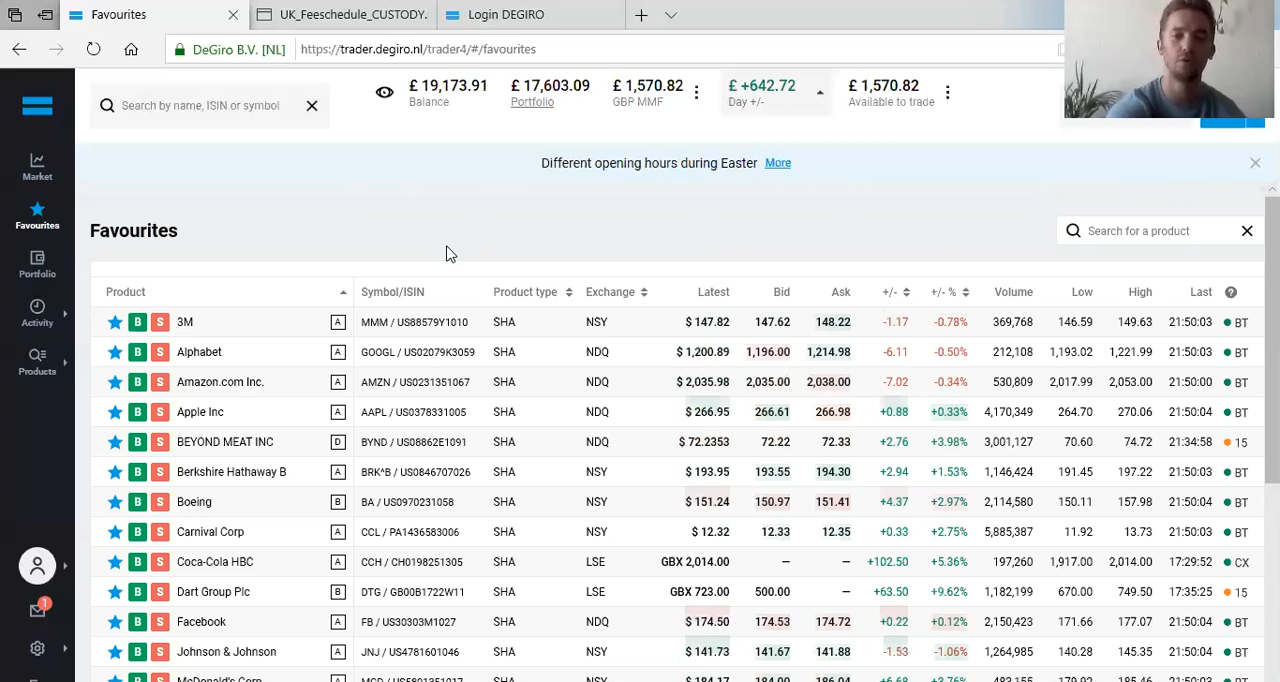 Favourites
UK_Feeschedule_CUSTODY.
Login DEGIRO
DeGiro B.V. [NL] https://trader.degiro.nl/trader4/#/favourites
Search by name, ISIN or symbol
£ 19,173.91 £ 17,603.09 £ 1,570.82 £ +642.72 £ 1,570.82
Balance Portfolio GBP MMF Day +/- Available to trade
Different opening hours during Easter More
Market
Favourites
Portfolio
Activity
Products
1
Favourites
Search for a product
Product Symbol/ISIN Product type Exchange Latest Bid Ask +/- +/- % Volume Low High Last
B S 3M A MMM / US88579Y1010 SHA NSY $ 147.82 147.62 148.22 -1.17 -0.78% 369,768 146.59 149.63 21:50:03 BT
B S Alphabet A GOOGL / US02079K3059 SHA NDQ $ 1,200.89 1,196.00 1,214.98 -6.11 -0.50% 212,108 1,193.02 1,221.99 21:50:03 BT
B S Amazon.com Inc. A AMZN / US0231351067 SHA NDQ $ 2,035.98 2,035.00 2,038.00 -7.02 -0.34% 530,809 2,017.99 2,053.00 21:50:00 BT
B S Apple Inc A AAPL / US0378331005 SHA NDQ $ 266.95 266.61 266.98 +0.88 +0.33% 4,170,349 264.70 270.06 21:50:04 BT
B S BEYOND MEAT INC D BYND / US08862E1091 SHA NDQ $ 72.2353 72.22 72.33 +2.76 +3.98% 3,001,127 70.60 74.72 21:34:58 15
B S Berkshire Hathaway B A BRK^B / US0846707026 SHA NSY $ 193.95 193.55 194.30 +2.94 +1.53% 1,146,424 191.45 197.22 21:50:03 BT
B S Boeing B BA / US0970231058 SHA NSY $ 151.24 150.97 151.41 +4.37 +2.97% 2,114,580 150.11 157.98 21:50:04 BT
B S Carnival Corp A CCL / PA1436583006 SHA NSY $ 12.32 12.33 12.35 +0.33 +2.75% 5,885,387 11.92 13.73 21:50:04 BT
B S Coca-Cola HBC A CCH / CH0198251305 SHA LSE GBX 2,014.00 — — +102.50 +5.36% 197,260 1,917.00 2,014.00 17:29:52 CX
B S Dart Group Plc B DTG / GB00B1722W11 SHA LSE GBX 723.00 500.00 — +63.50 +9.62% 1,182,199 670.00 749.50 17:35:25 15
B S Facebook A FB / US30303M1027 SHA NDQ $ 174.50 174.53 174.72 +0.22 +0.12% 2,150,423 171.66 177.07 21:50:04 BT
B S Johnson & Johnson A JNJ / US4781601046 SHA NSY $ 141.73 141.67 141.88 -1.53 -1.06% 1,264,985 140.28 145.35 21:50:04 BT